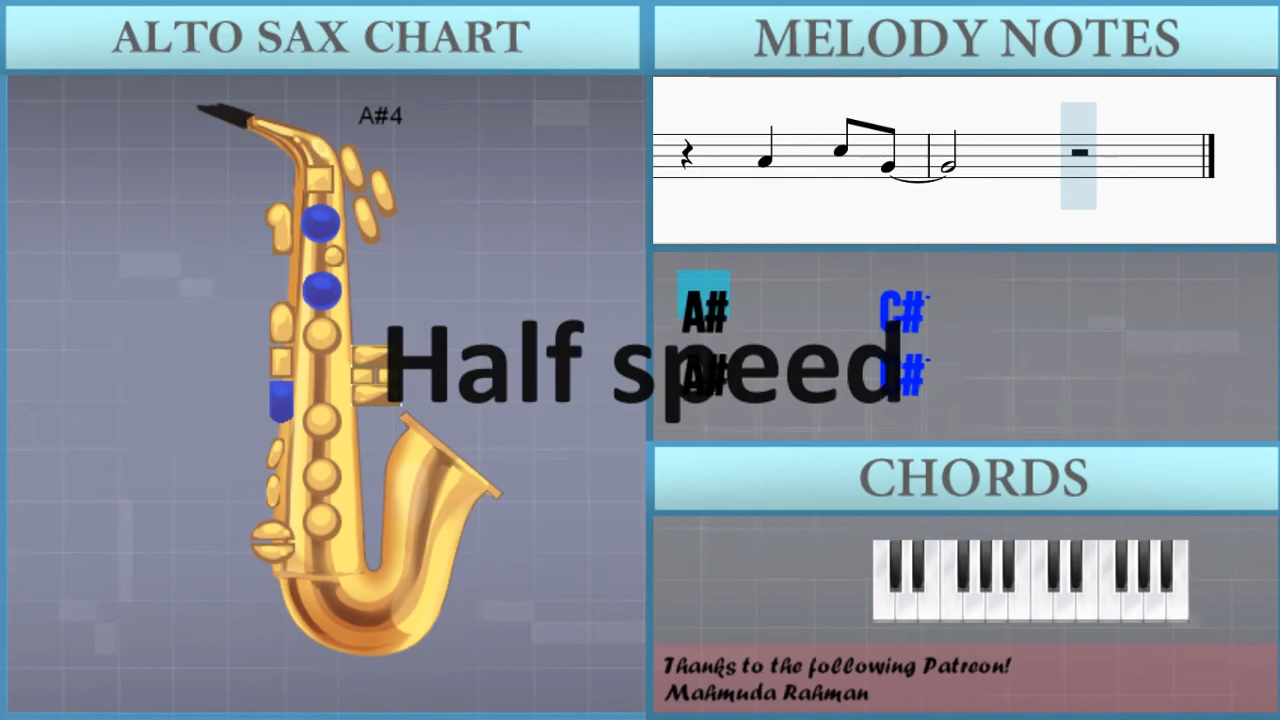 ALTO SAX CHART
MELODY NOTES
A#4
A# C#-
Half speed
A#
CHORDS
Thanks to the following Patreon!
Mahmuda Rahman